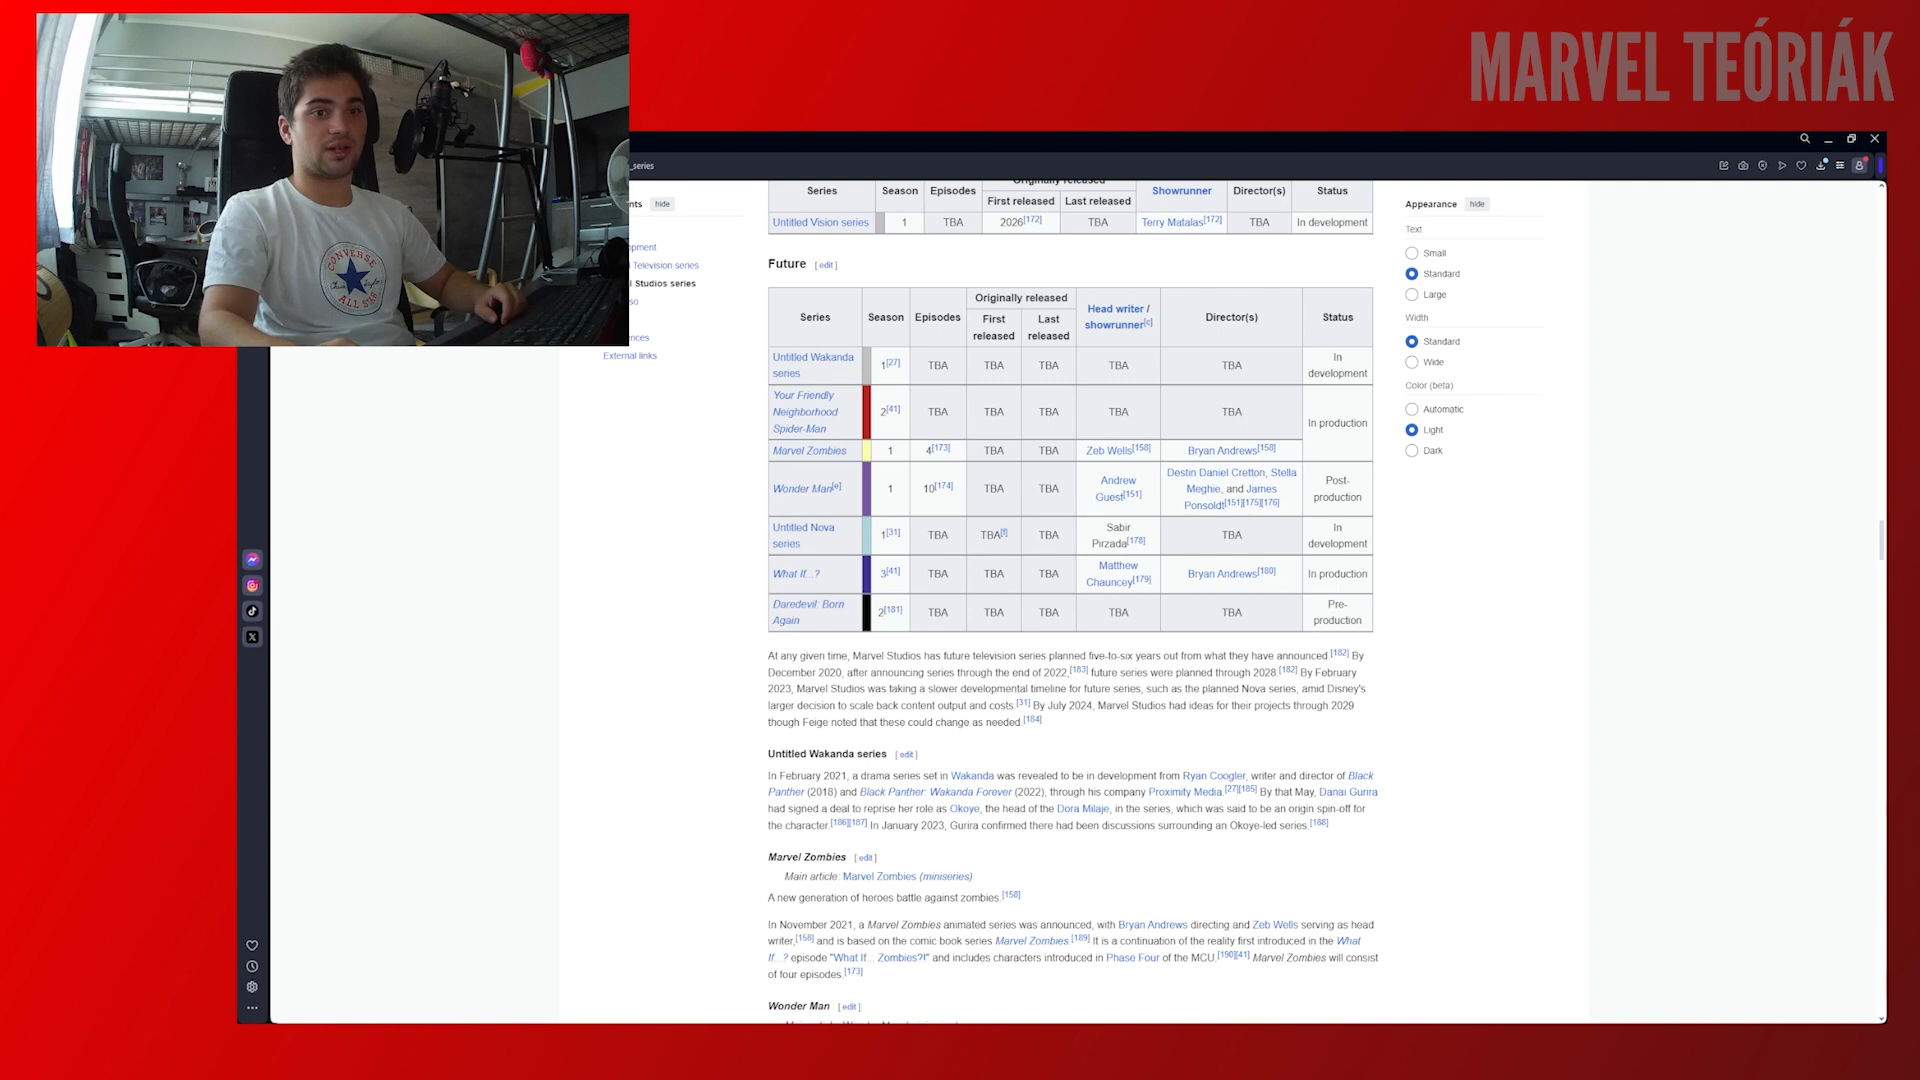 MARVEL TEÓRIÁK
CONVERSE
ALL STAR
_series
nts hide
opment
l Television series
l Studios series
so
ences
External links
Series Season Episodes Originally released Showrunner Director(s) Status
First released Last released
Untitled Vision series 1 TBA 2026[172] TBA Terry Matalas[172] TBA In development
Future [ edit ]
Series Season Episodes Originally released Head writer / showrunner[c] Director(s) Status
First released Last released
Untitled Wakanda series 1[27] TBA TBA TBA TBA TBA In development
Your Friendly Neighborhood Spider-Man 2[41] TBA TBA TBA TBA TBA In production
Marvel Zombies 1 4[173] TBA TBA Zeb Wells[158] Bryan Andrews[158]
Wonder Man[e] 1 10[174] TBA TBA Andrew Guest[151] Destin Daniel Cretton, Stella Meghie, and James Ponsoldt[151][175][176] Post-production
Untitled Nova series 1[31] TBA TBA[f] TBA Sabir Pirzada[178] TBA In development
What If...? 3[41] TBA TBA TBA Matthew Chauncey[179] Bryan Andrews[180] In production
Daredevil: Born Again 2[181] TBA TBA TBA TBA TBA Pre-production
At any given time, Marvel Studios has future television series planned five-to-six years out from what they have announced.[182] By
December 2020, after announcing series through the end of 2022,[183] future series were planned through 2028.[182] By February
2023, Marvel Studios was taking a slower developmental timeline for future series, such as the planned Nova series, amid Disney's
larger decision to scale back content output and costs.[31] By July 2024, Marvel Studios had ideas for their projects through 2029
though Feige noted that these could change as needed.[184]
Untitled Wakanda series [ edit ]
In February 2021, a drama series set in Wakanda was revealed to be in development from Ryan Coogler, writer and director of Black
Panther (2018) and Black Panther: Wakanda Forever (2022), through his company Proximity Media.[27][185] By that May, Danai Gurira
had signed a deal to reprise her role as Okoye, the head of the Dora Milaje, in the series, which was said to be an origin spin-off for
the character.[186][187] In January 2023, Gurira confirmed there had been discussions surrounding an Okoye-led series.[188]
Marvel Zombies [ edit ]
Main article: Marvel Zombies (miniseries)
A new generation of heroes battle against zombies.[158]
In November 2021, a Marvel Zombies animated series was announced, with Bryan Andrews directing and Zeb Wells serving as head
writer,[158] and is based on the comic book series Marvel Zombies.[189] It is a continuation of the reality first introduced in the What
If...? episode "What If... Zombies?!" and includes characters introduced in Phase Four of the MCU.[190][41] Marvel Zombies will consist
of four episodes.[173]
Wonder Man [ edit ]
Appearance hide
Text
Small
Standard
Large
Width
Standard
Wide
Color (beta)
Automatic
Light
Dark